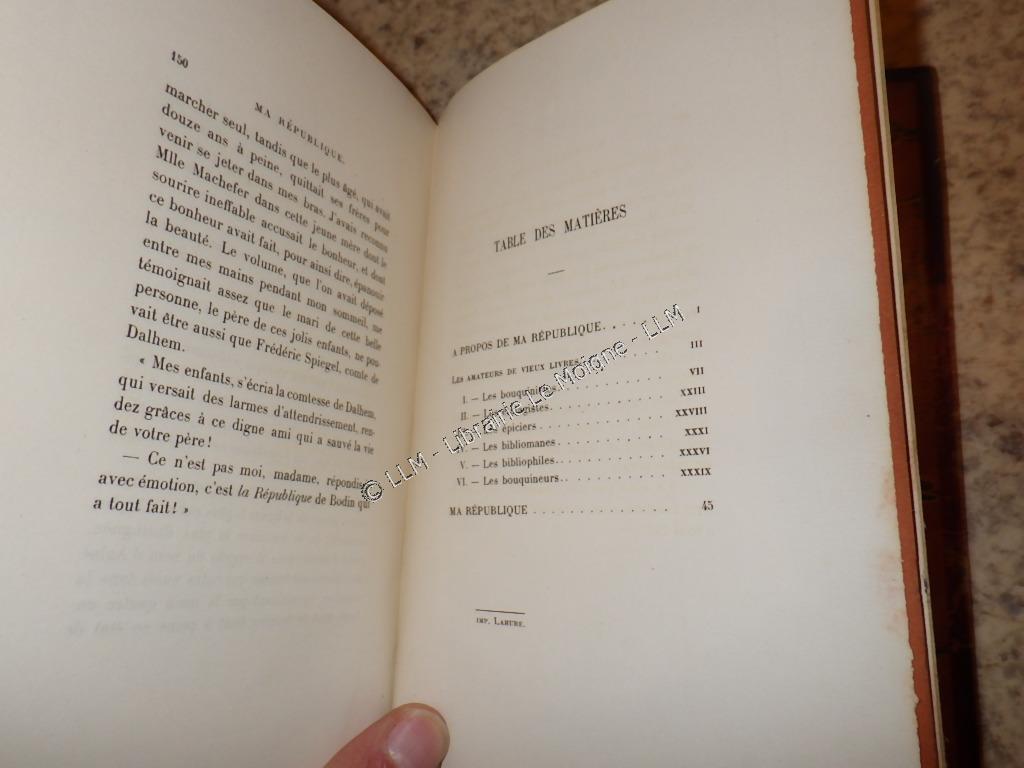 150
MA RÉPUBLIQUE.
marcher seul, tandis que le plus âgé, qui avait
douze ans à peine, quittait ses frères pour
venir se jeter dans mes bras. J'avais reconnu
Mlle Machefer dans cette jeune mère dont le
sourire ineffable accusait le bonheur, et dont
ce bonheur avait fait, pour ainsi dire, épanouir
la beauté. Le volume, que l'on avait déposé
entre mes mains pendant mon sommeil, me
témoignait assez que le mari de cette belle
personne, le père de ces jolis enfants, ne pou-
vait être aussi que Frédéric Spiegel, comte de
Dalhem.
« Mes enfants, s'écria la comtesse de Dalhem,
qui versait des larmes d'attendrissement, ren-
dez grâces à ce digne ami qui a sauvé la vie
de votre père!
— Ce n'est pas moi, madame, répondis-
avec émotion, c'est la République de Bodin qui
a tout fait! »
TABLE DES MATIÈRES
A PROPOS DE MA RÉPUBLIQUE. . . . . . . I
LES AMATEURS DE VIEUX LIVRES. . . . . . . III
I. — Les bouquinistes . . . . . . . VII
II. — Les étalagistes. . . . . . . . XXIII
épiciers . . . . . . . XXVIII
— Les bibliomanes . . . . . . . XXXI
V. — Les bibliophiles. . . . . . . . XXXVI
VI. — Les bouquineurs. . . . . . . . XXXIX
MA RÉPUBLIQUE . . . . . . . . . . . 45
IMP. LAHURE.
© LLM - Librairie Le Moigne - LLM